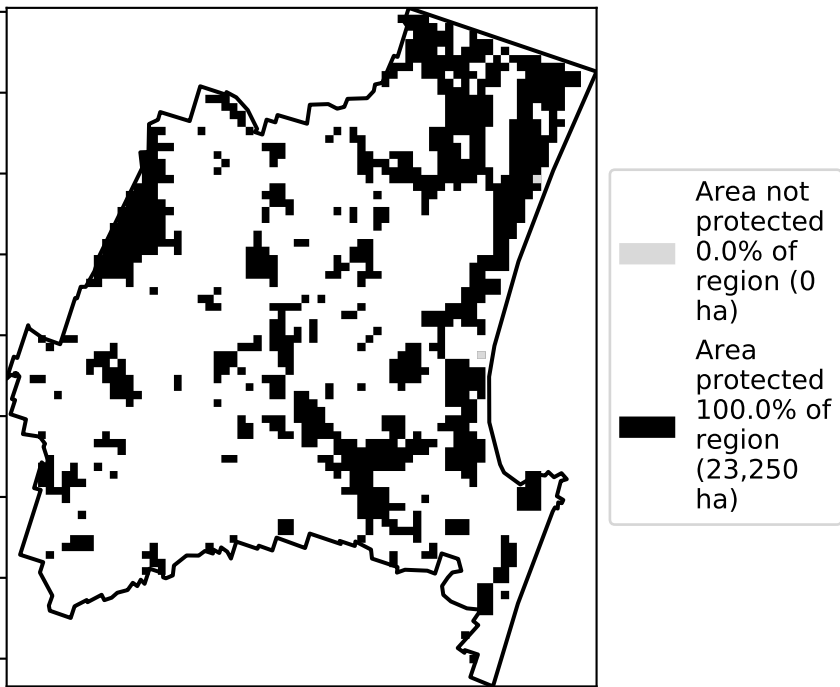 Area not
protected
0.0% of
region (0
ha)
Area
protected
100.0% of
region
(23,250
ha)